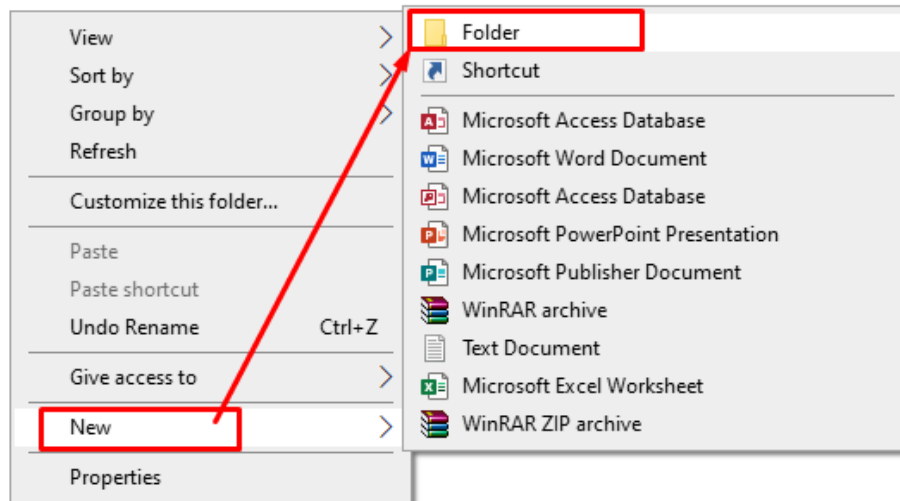 View
Sort by
Group by
Refresh
Customize this folder...
Paste
Paste shortcut
Undo Rename Ctrl+Z
Give access to
New
Properties
Folder
Shortcut
Microsoft Access Database
Microsoft Word Document
Microsoft Access Database
Microsoft PowerPoint Presentation
Microsoft Publisher Document
WinRAR archive
Text Document
Microsoft Excel Worksheet
WinRAR ZIP archive